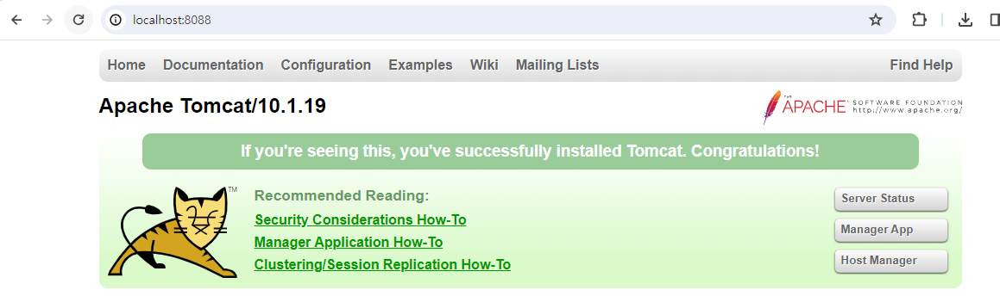 localhost:8088
Home Documentation Configuration Examples Wiki Mailing Lists Find Help
Apache Tomcat/10.1.19
THE APACHE™ SOFTWARE FOUNDATION
http://www.apache.org/
If you're seeing this, you've successfully installed Tomcat. Congratulations!
TM
Recommended Reading:
Security Considerations How-To
Manager Application How-To
Clustering/Session Replication How-To
Server Status
Manager App
Host Manager